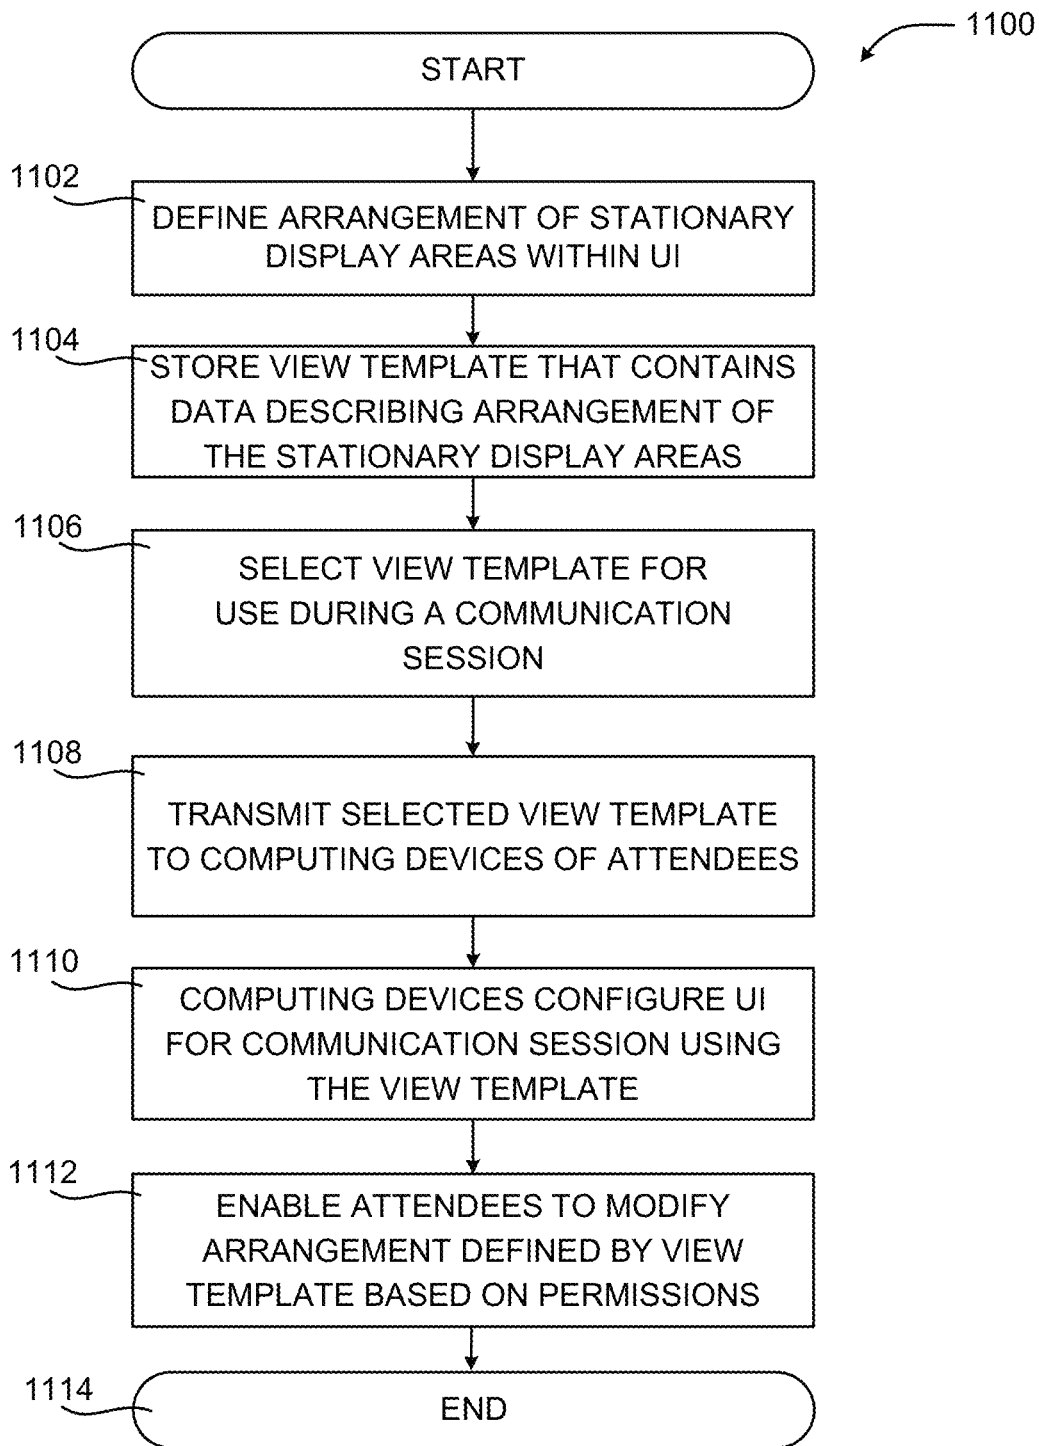 1100
START
1102
DEFINE ARRANGEMENT OF STATIONARY
DISPLAY AREAS WITHIN UI
1104
STORE VIEW TEMPLATE THAT CONTAINS
DATA DESCRIBING ARRANGEMENT OF
THE STATIONARY DISPLAY AREAS
1106
SELECT VIEW TEMPLATE FOR
USE DURING A COMMUNICATION
SESSION
1108
TRANSMIT SELECTED VIEW TEMPLATE
TO COMPUTING DEVICES OF ATTENDEES
1110
COMPUTING DEVICES CONFIGURE UI
FOR COMMUNICATION SESSION USING
THE VIEW TEMPLATE
1112
ENABLE ATTENDEES TO MODIFY
ARRANGEMENT DEFINED BY VIEW
TEMPLATE BASED ON PERMISSIONS
1114
END